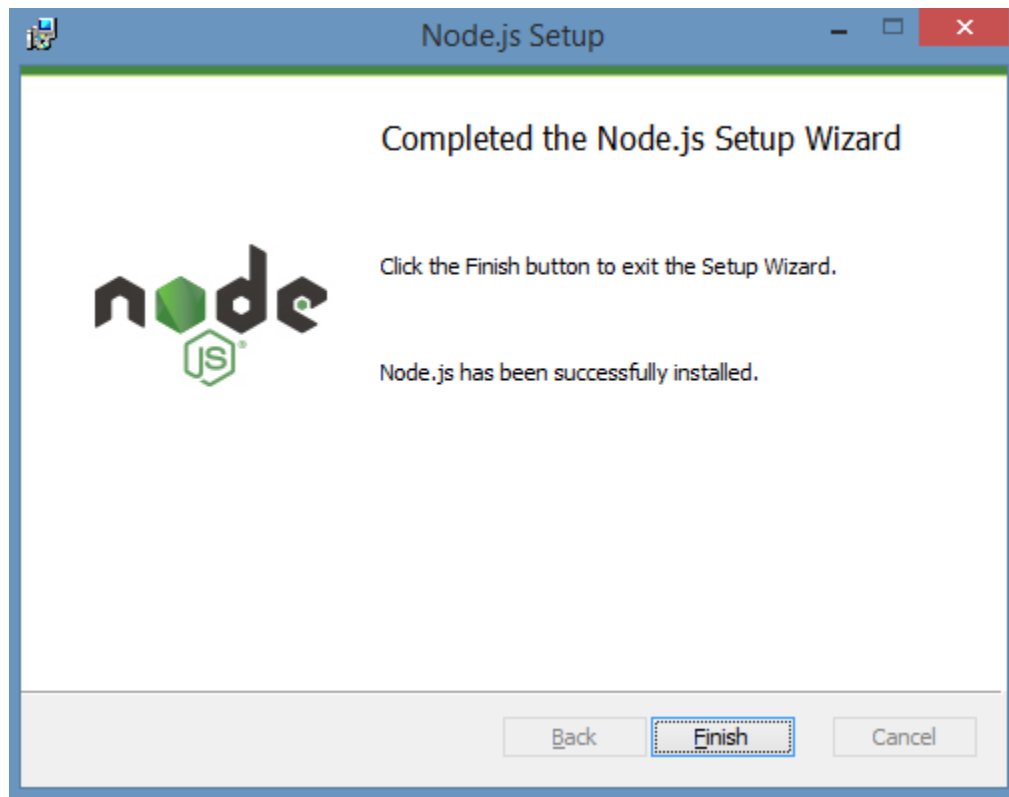 Node.js Setup
Completed the Node.js Setup Wizard
Click the Finish button to exit the Setup Wizard.
node
JS
Node.js has been successfully installed.
Back Finish Cancel